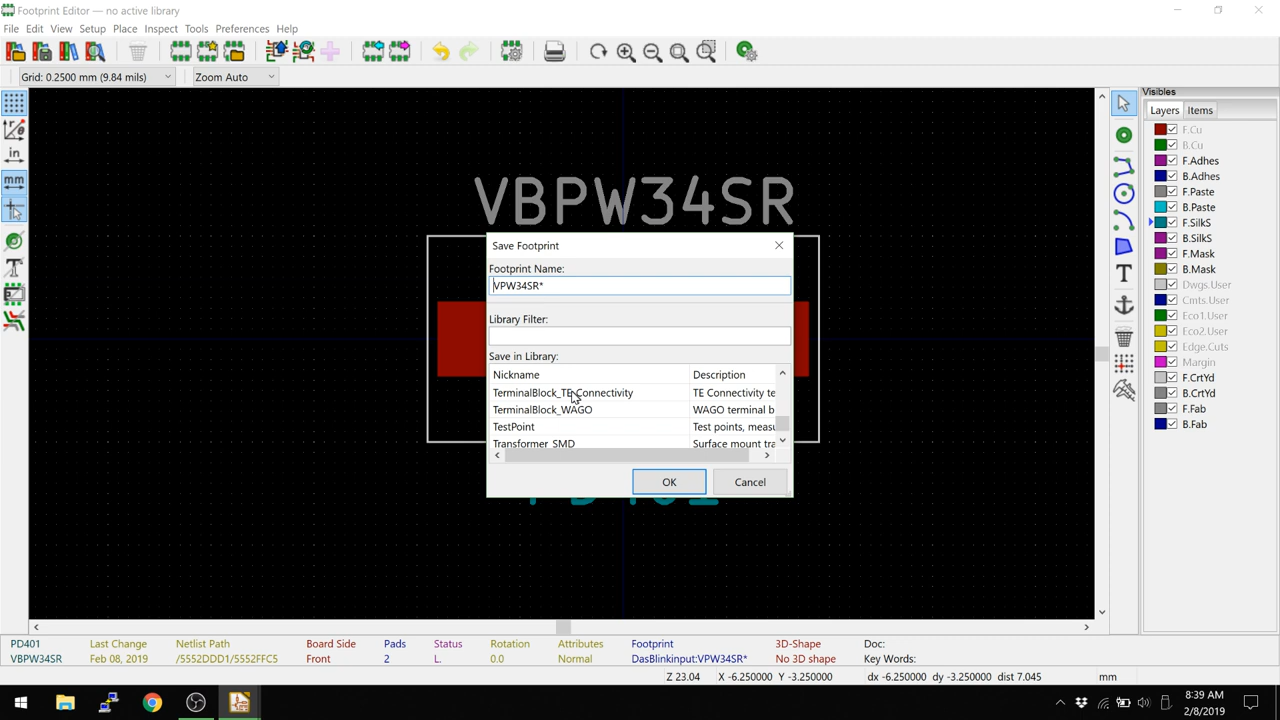 Footprint Editor — no active library
File Edit View Setup Place Inspect Tools Preferences Help
Grid: 0.2500 mm (9.84 mils) Zoom Auto
in
mm
VBPW34SR
Save Footprint
Footprint Name:
VPW34SR*
Library Filter:
Save in Library:
Nickname Description
TerminalBlock_TE_Connectivity TE Connectivity te
TerminalBlock_WAGO WAGO terminal b
TestPoint Test points, measu
Transformer_SMD Surface mount tra
OK Cancel
Visibles
Layers Items
F.Cu
B.Cu
F.Adhes
B.Adhes
F.Paste
B.Paste
F.SilkS
B.SilkS
F.Mask
B.Mask
Dwgs.User
Cmts.User
Eco1.User
Eco2.User
Edge.Cuts
Margin
F.CrtYd
B.CrtYd
F.Fab
B.Fab
PD401 Last Change Netlist Path Board Side Pads Status Rotation Attributes Footprint 3D-Shape Doc:
VBPW34SR Feb 08, 2019 /5552DDD1/5552FFC5 Front 2 L. 0.0 Normal DasBlinkinput:VPW34SR* No 3D shape Key Words:
Z 23.04 X -6.250000 Y -3.250000 dx -6.250000 dy -3.250000 dist 7.045 mm
8:39 AM
2/8/2019